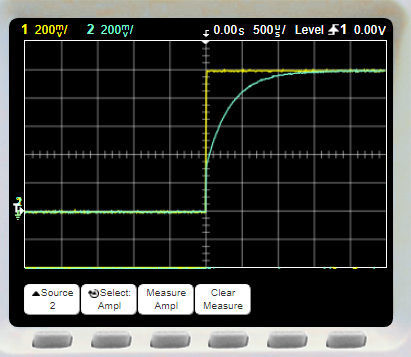 1 200mV/ 2 200mV/ 0.00s 500us/ Level 1 0.00V
2
Source Select: Measure Clear
2 Ampl Ampl Measure